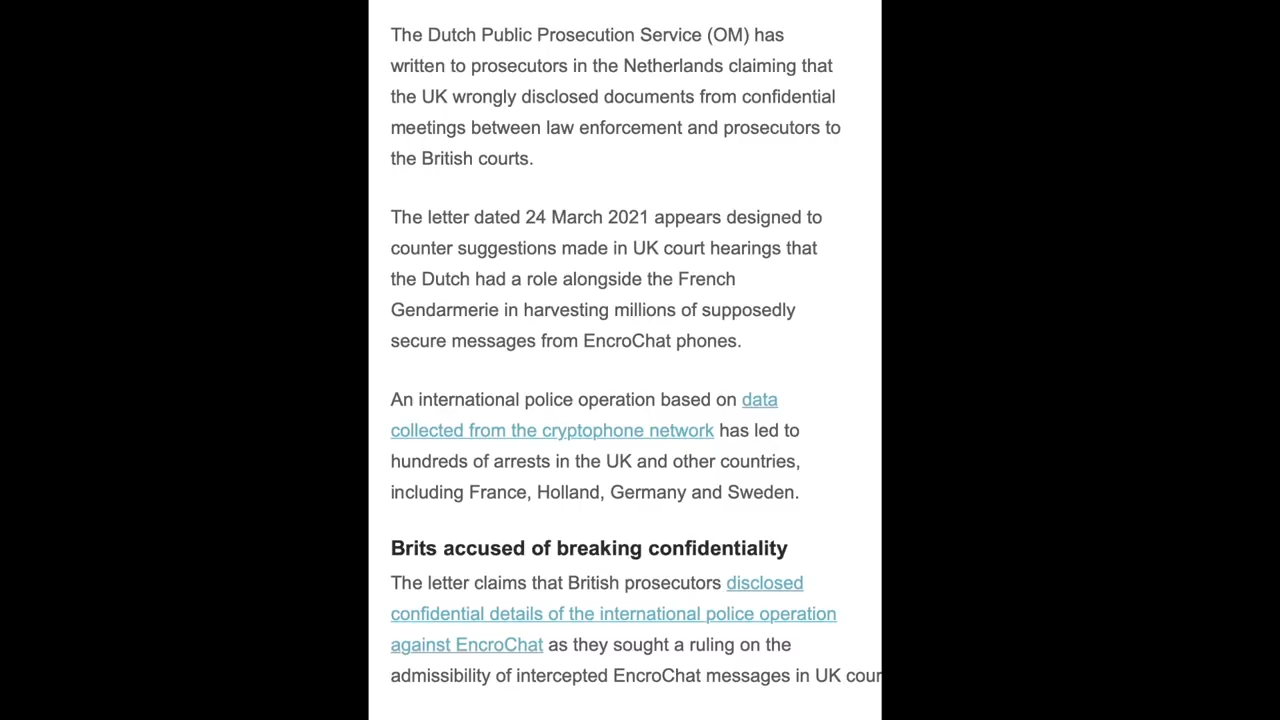 The Dutch Public Prosecution Service (OM) has
written to prosecutors in the Netherlands claiming that
the UK wrongly disclosed documents from confidential
meetings between law enforcement and prosecutors to
the British courts.
The letter dated 24 March 2021 appears designed to
counter suggestions made in UK court hearings that
the Dutch had a role alongside the French
Gendarmerie in harvesting millions of supposedly
secure messages from EncroChat phones.
An international police operation based on data
collected from the cryptophone network has led to
hundreds of arrests in the UK and other countries,
including France, Holland, Germany and Sweden.
Brits accused of breaking confidentiality
The letter claims that British prosecutors disclosed
confidential details of the international police operation
against EncroChat as they sought a ruling on the
admissibility of intercepted EncroChat messages in UK cour